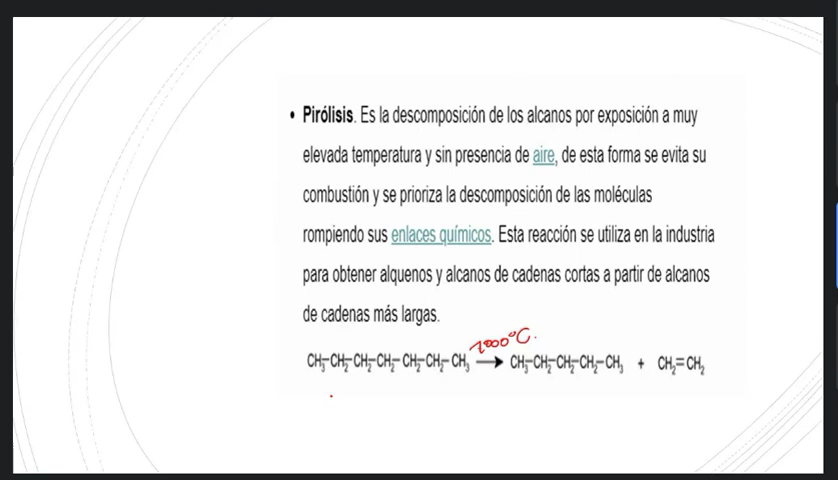 • Pirólisis. Es la descomposición de los alcanos por exposición a muy
elevada temperatura y sin presencia de aire, de esta forma se evita su
combustión y se prioriza la descomposición de las moléculas
rompiendo sus enlaces químicos. Esta reacción se utiliza en la industria
para obtener alquenos y alcanos de cadenas cortas a partir de alcanos
de cadenas más largas.
1000°C.
CH₃-CH₂-CH₂-CH₂-CH₂-CH₂-CH₃ ⟶ CH₃-CH₂-CH₂-CH₂-CH₃ + CH₂=CH₂